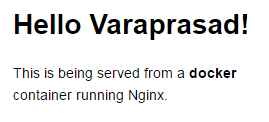 Hello Varaprasad!
This is being served from a docker
container running Nginx.